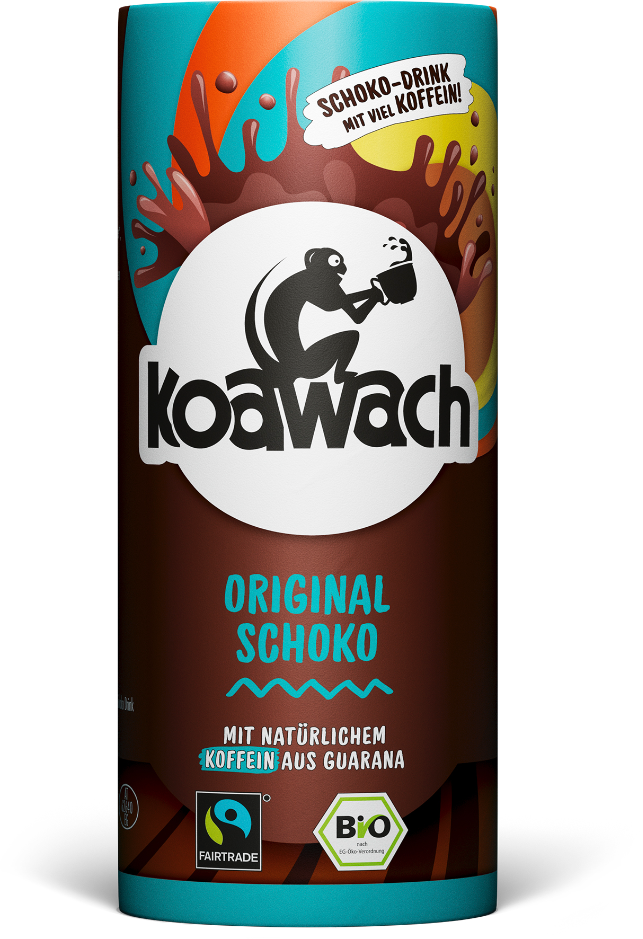 SCHOKO-DRINK
MIT VIEL KOFFEIN!
koawach
ORIGINAL
SCHOKO
MIT NATÜRLICHEM
KOFFEIN AUS GUARANA
FAIRTRADE
Bio
nach
EG-Öko-Verordnung
Drink